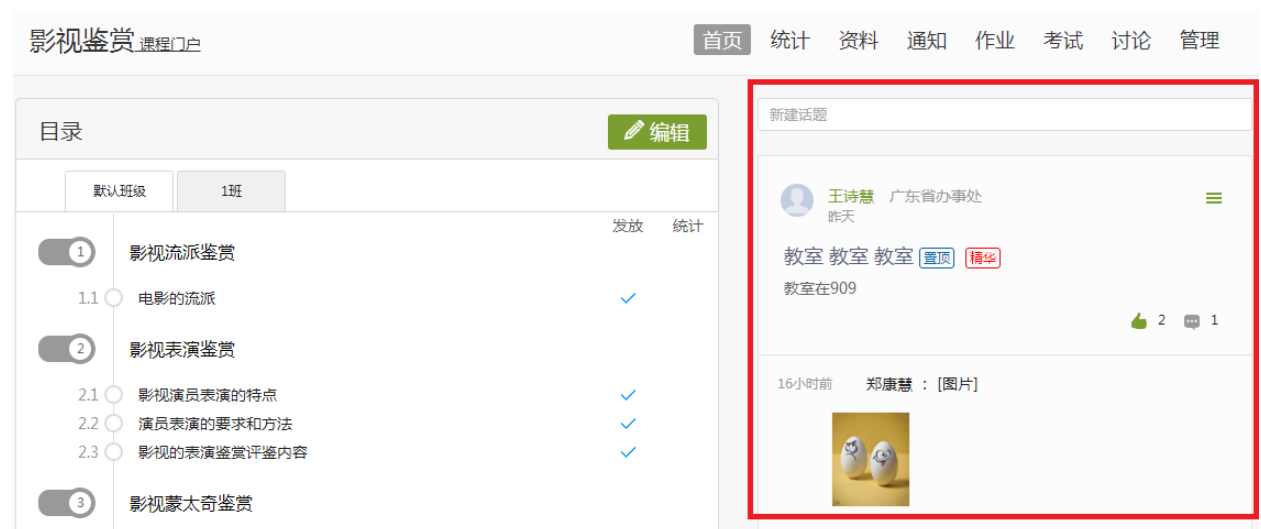 影视鉴赏 课程门户
首页 统计 资料 通知 作业 考试 讨论 管理
目录
编辑
默认班级 1班
发放 统计
1 影视流派鉴赏
1.1 电影的流派
2 影视表演鉴赏
2.1 影视演员表演的特点
2.2 演员表演的要求和方法
2.3 影视的表演鉴赏评鉴内容
3 影视蒙太奇鉴赏
新建话题
王诗慧 广东省办事处
昨天
教室 教室 教室 置顶 精华
教室在909
2 1
16小时前 郑康慧 : [图片]